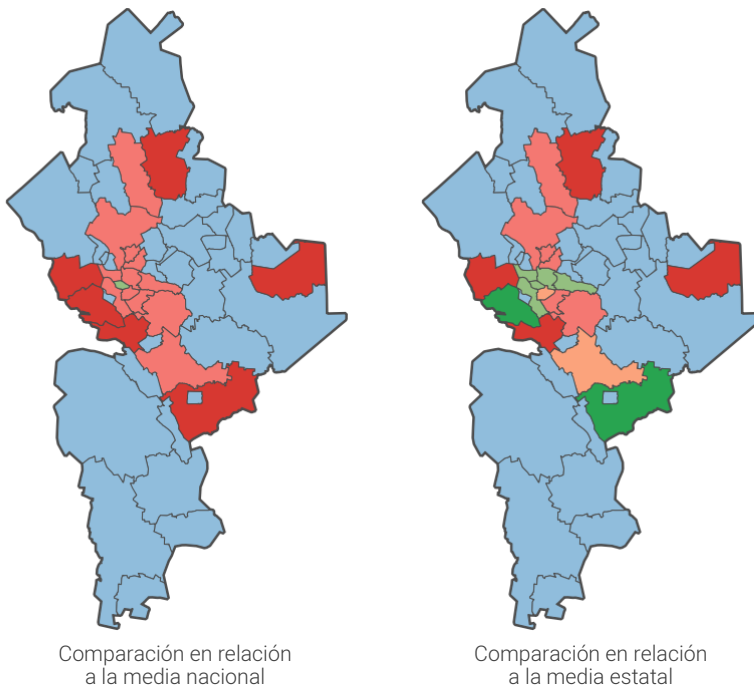 Comparación en relación
a la media nacional
Comparación en relación
a la media estatal